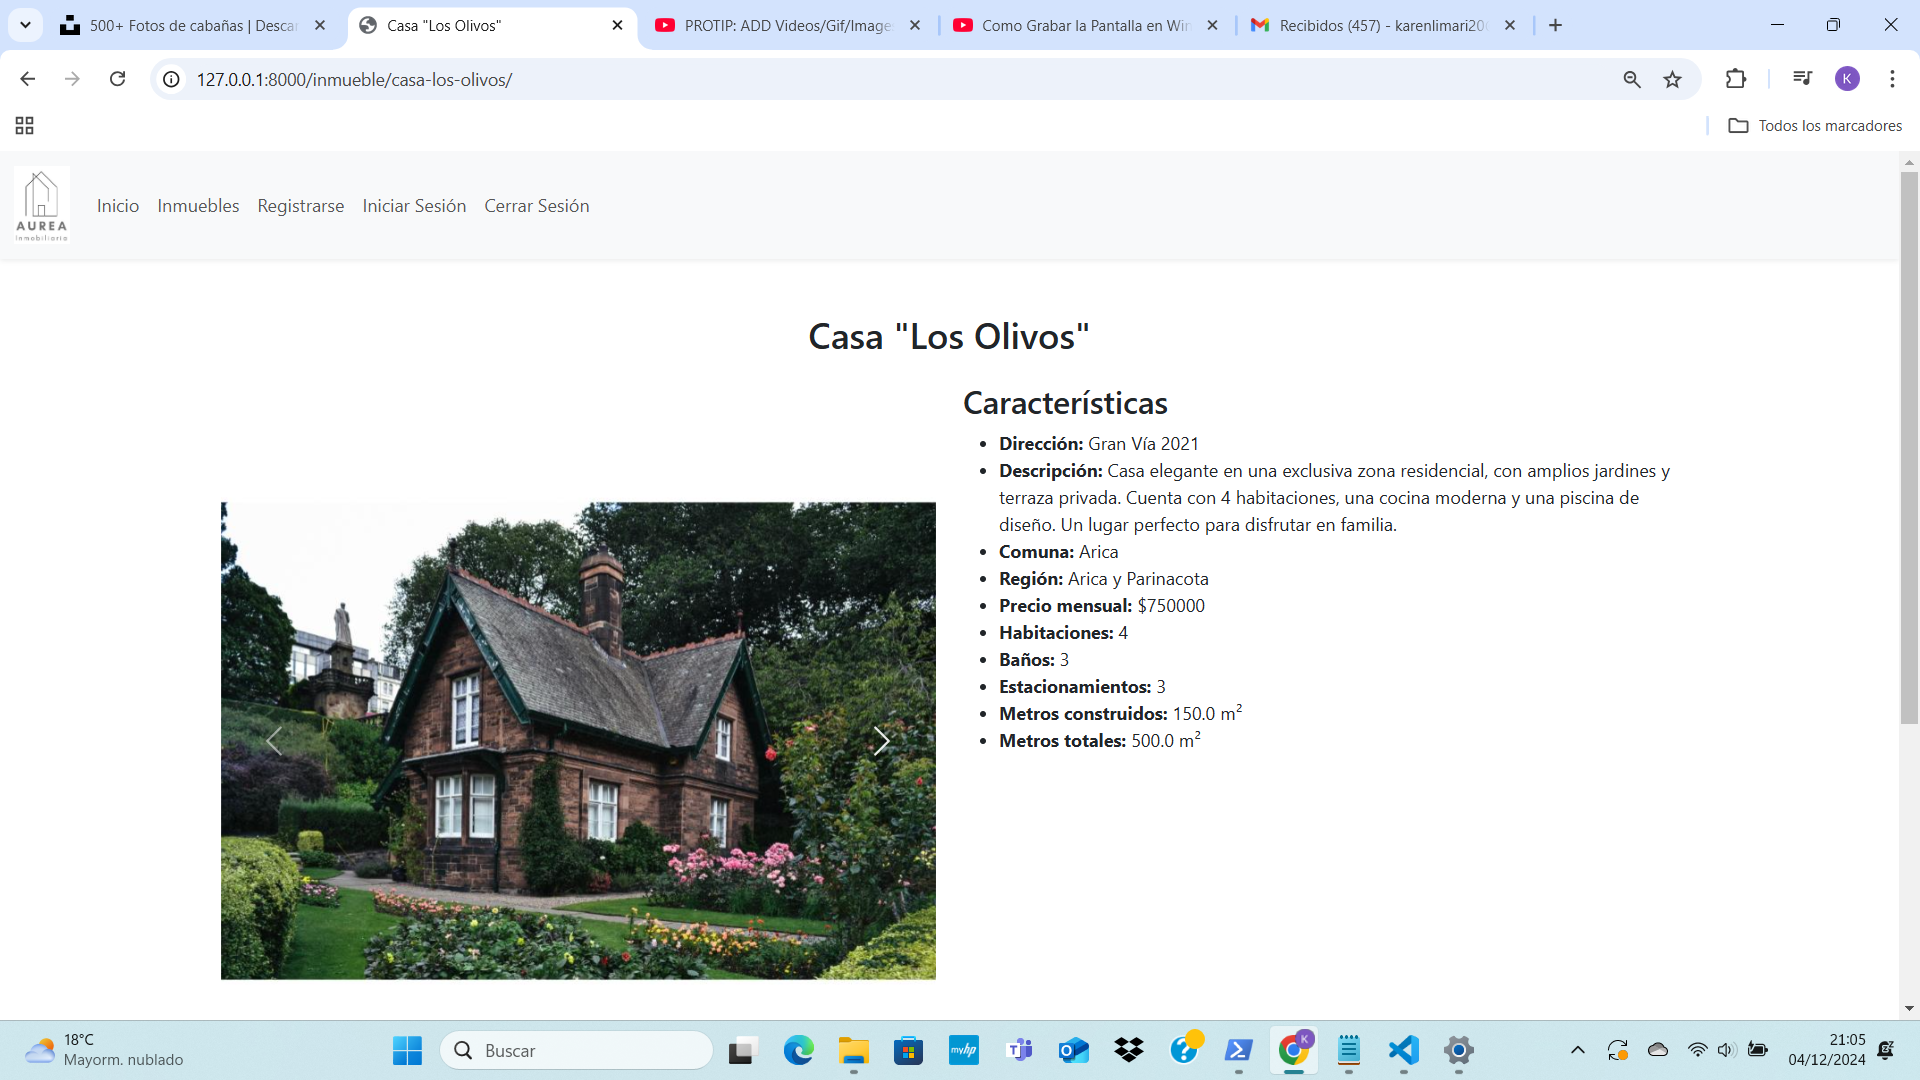 500+ Fotos de cabañas | Descar
Casa "Los Olivos"
PROTIP: ADD Videos/Gif/Image
Como Grabar la Pantalla en Win
Recibidos (457) - karenlimari20
127.0.0.1:8000/inmueble/casa-los-olivos/
K
Todos los marcadores
AUREA
Inmobiliaria
Inicio
Inmuebles
Registrarse
Iniciar Sesión
Cerrar Sesión
Casa "Los Olivos"
Características
Dirección: Gran Vía 2021
Descripción: Casa elegante en una exclusiva zona residencial, con amplios jardines y
terraza privada. Cuenta con 4 habitaciones, una cocina moderna y una piscina de
diseño. Un lugar perfecto para disfrutar en familia.
Comuna: Arica
Región: Arica y Parinacota
Precio mensual: $750000
Habitaciones: 4
Baños: 3
Estacionamientos: 3
Metros construidos: 150.0 m²
Metros totales: 500.0 m²
18°C
Mayorm. nublado
Buscar
myhp
K
21:05
04/12/2024